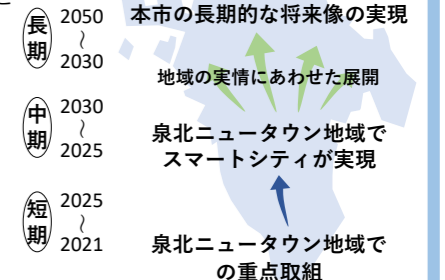 長期
2050
～
2030
本市の長期的な将来像の実現
地域の実情にあわせた展開
中期
2030
～
2025
泉北ニュータウン地域で
スマートシティが実現
短期
2025
～
2021
泉北ニュータウン地域で
の重点取組